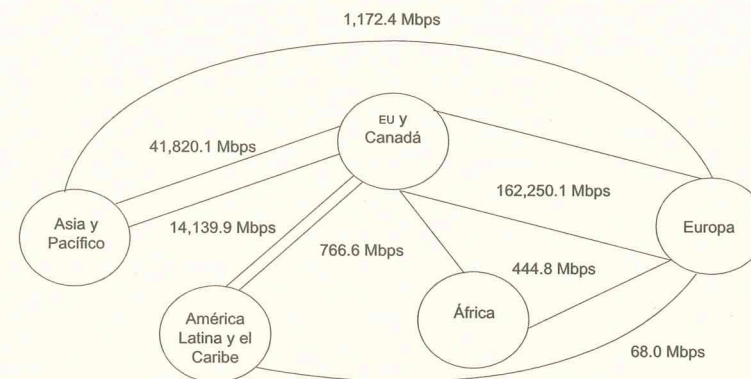 1,172.4 Mbps
EU y
Canadá
41,820.1 Mbps
162,250.1 Mbps
Asia y
Pacífico
14,139.9 Mbps
766.6 Mbps
Europa
444.8 Mbps
América
Latina y el
Caribe
África
68.0 Mbps